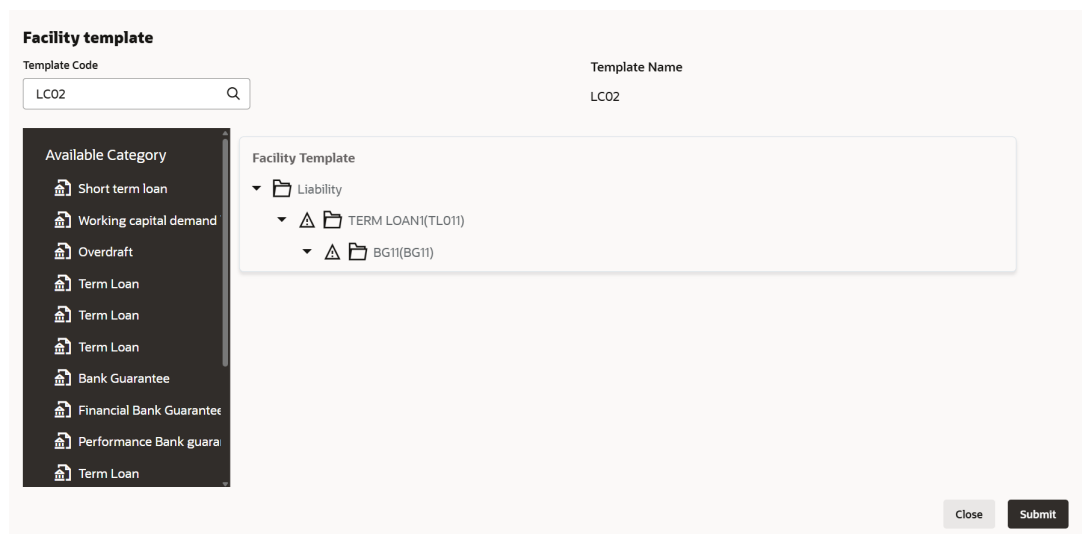 Facility template
Template Code
Template Name
LC02
LC02
Available Category
Short term loan
Working capital demand
Overdraft
Term Loan
Term Loan
Term Loan
Bank Guarantee
Financial Bank Guarantee
Performance Bank guara
Term Loan
Facility Template
Liability
TERM LOAN1(TL011)
BG11(BG11)
Close
Submit